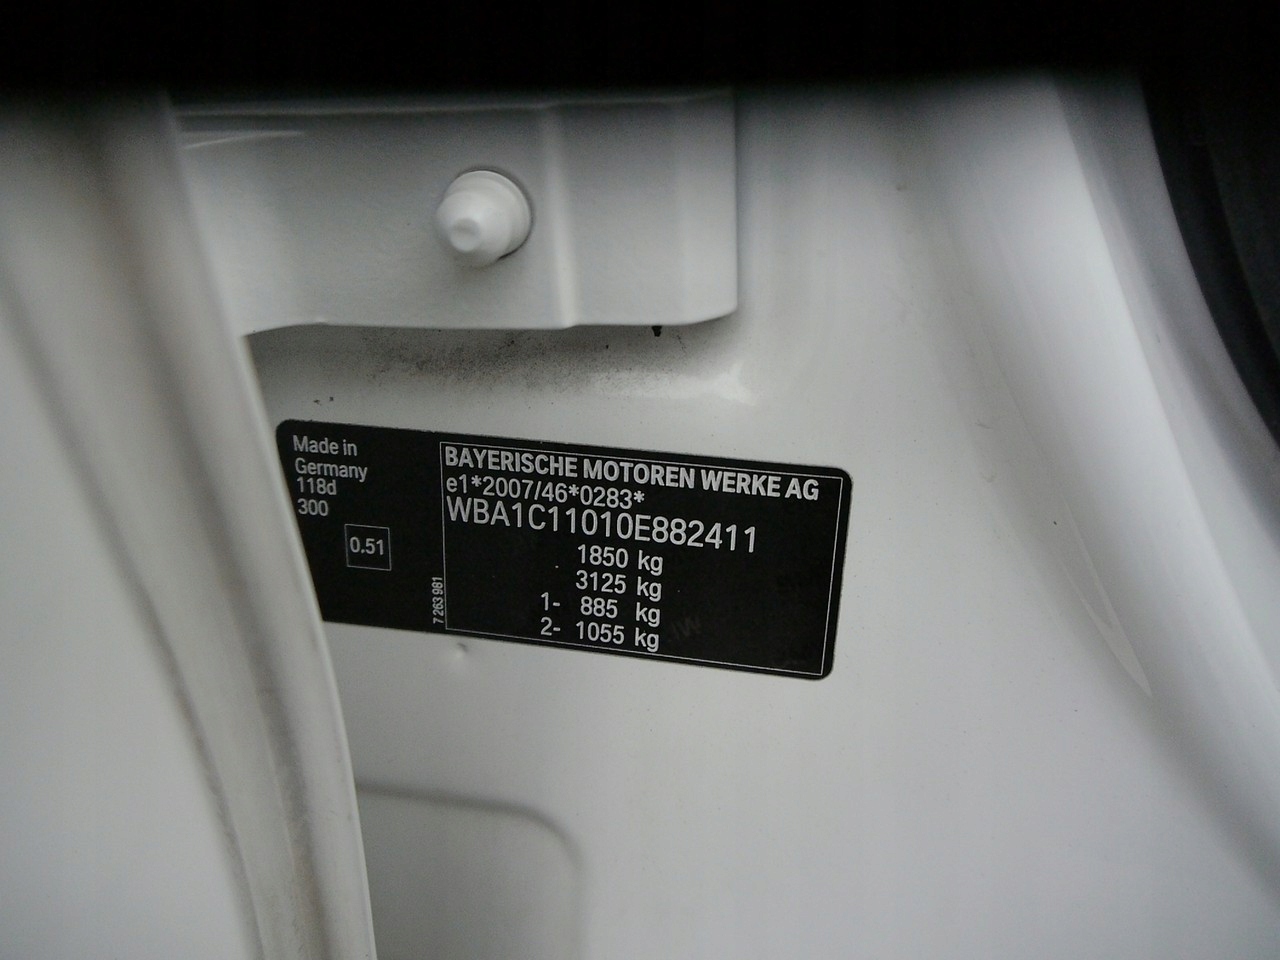 Made in
Germany
118d
300
0.51
7 263 981
BAYERISCHE MOTOREN WERKE AG
e1*2007/46*0283*
WBA1C11010E882411
1850 kg
3125 kg
1- 885 kg
2- 1055 kg